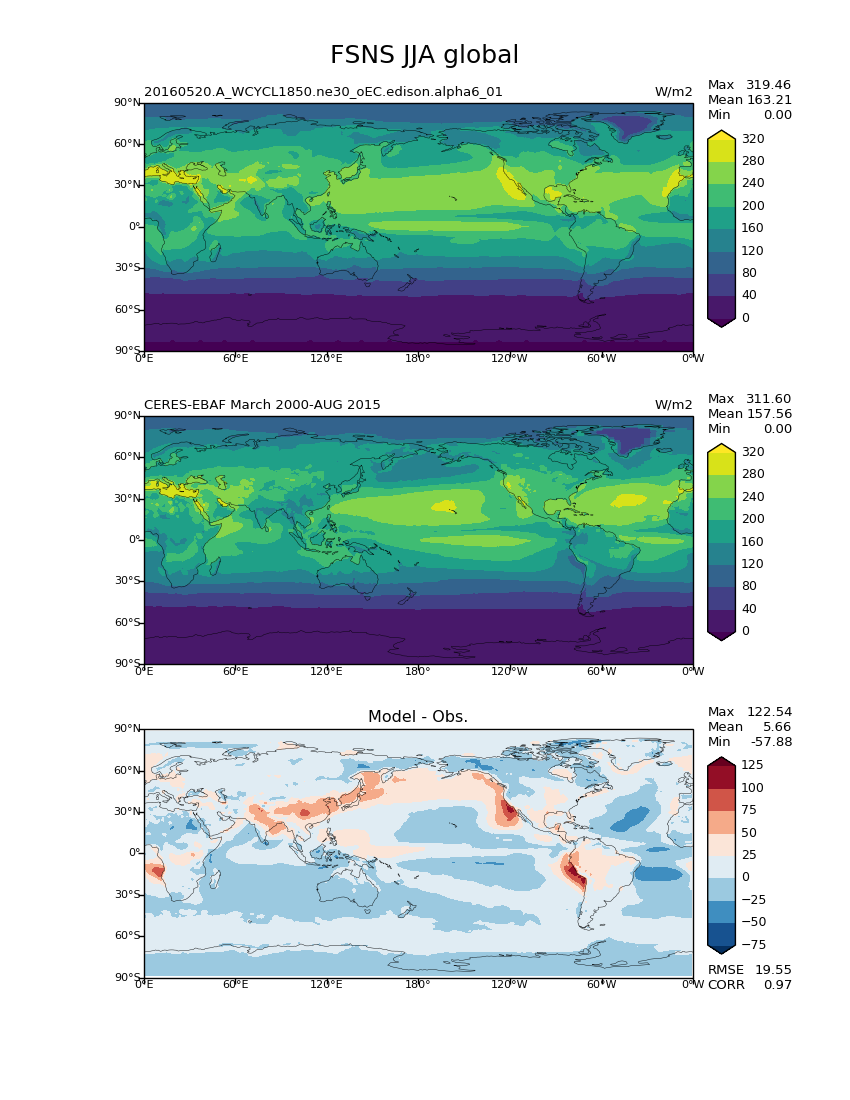 FSNS JJA global
20160520.A_WCYCL1850.ne30_oEC.edison.alpha6_01 W/m2
Max 319.46
Mean 163.21
Min 0.00
90°N
60°N
30°N
0°
30°S
60°S
90°S
0°E 60°E 120°E 180° 120°W 60°W 0°W
320
280
240
200
160
120
80
40
0
CERES-EBAF March 2000-AUG 2015 W/m2
Max 311.60
Mean 157.56
Min 0.00
90°N
60°N
30°N
0°
30°S
60°S
90°S
0°E 60°E 120°E 180° 120°W 60°W 0°W
320
280
240
200
160
120
80
40
0
Model - Obs.
Max 122.54
Mean 5.66
Min -57.88
90°N
60°N
30°N
0°
30°S
60°S
90°S
0°E 60°E 120°E 180° 120°W 60°W 0°W
125
100
75
50
25
0
−25
−50
−75
RMSE 19.55
CORR 0.97